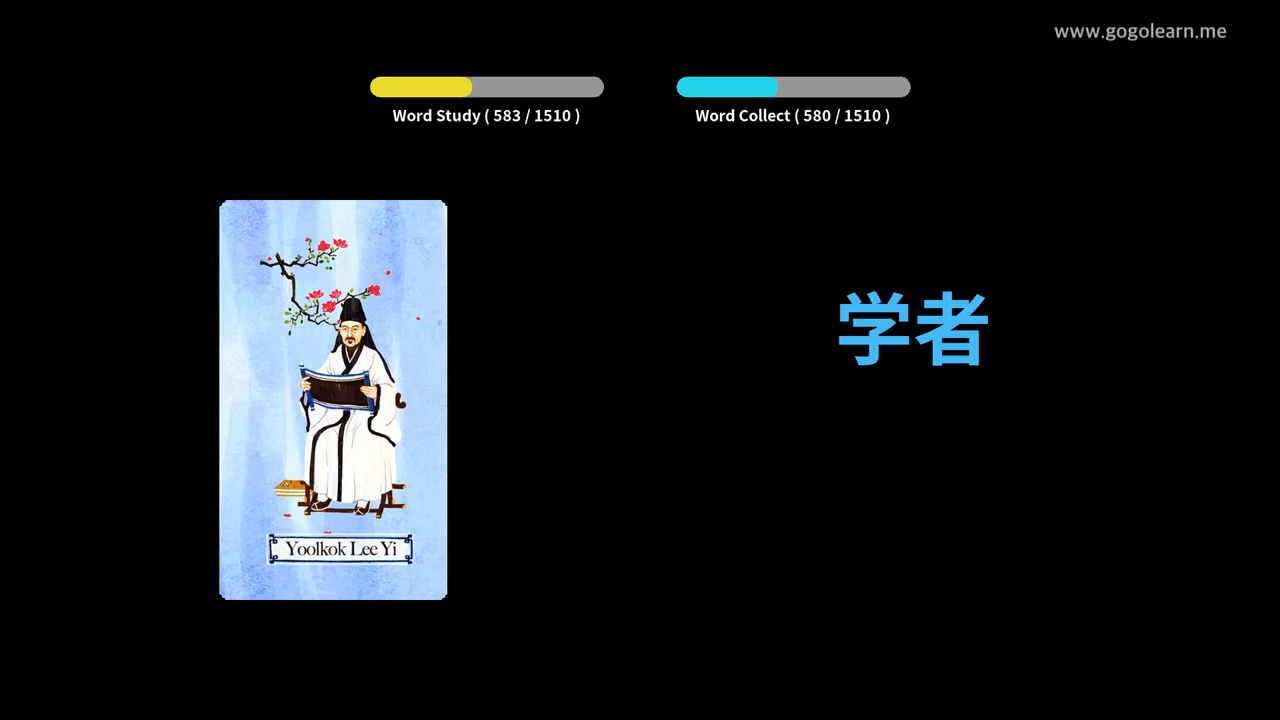 www.gogolearn.me
Word Study ( 583 / 1510 )
Word Collect ( 580 / 1510 )
学者
Yoolkok Lee Yi